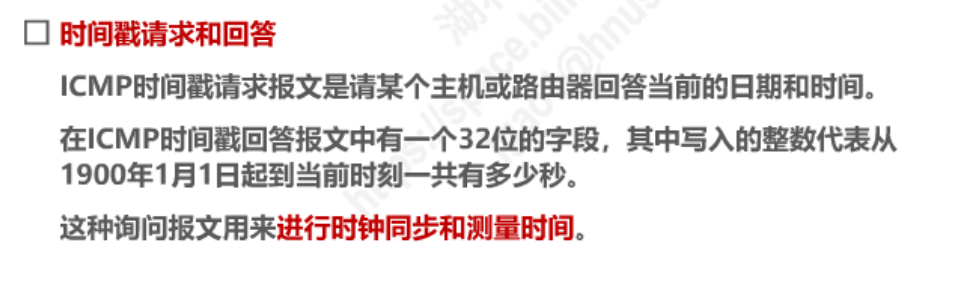 时间戳请求和回答
ICMP时间戳请求报文是请某个主机或路由器回答当前的日期和时间。
在ICMP时间戳回答报文中有一个32位的字段，其中写入的整数代表从
1900年1月1日起到当前时刻一共有多少秒。
这种询问报文用来进行时钟同步和测量时间。